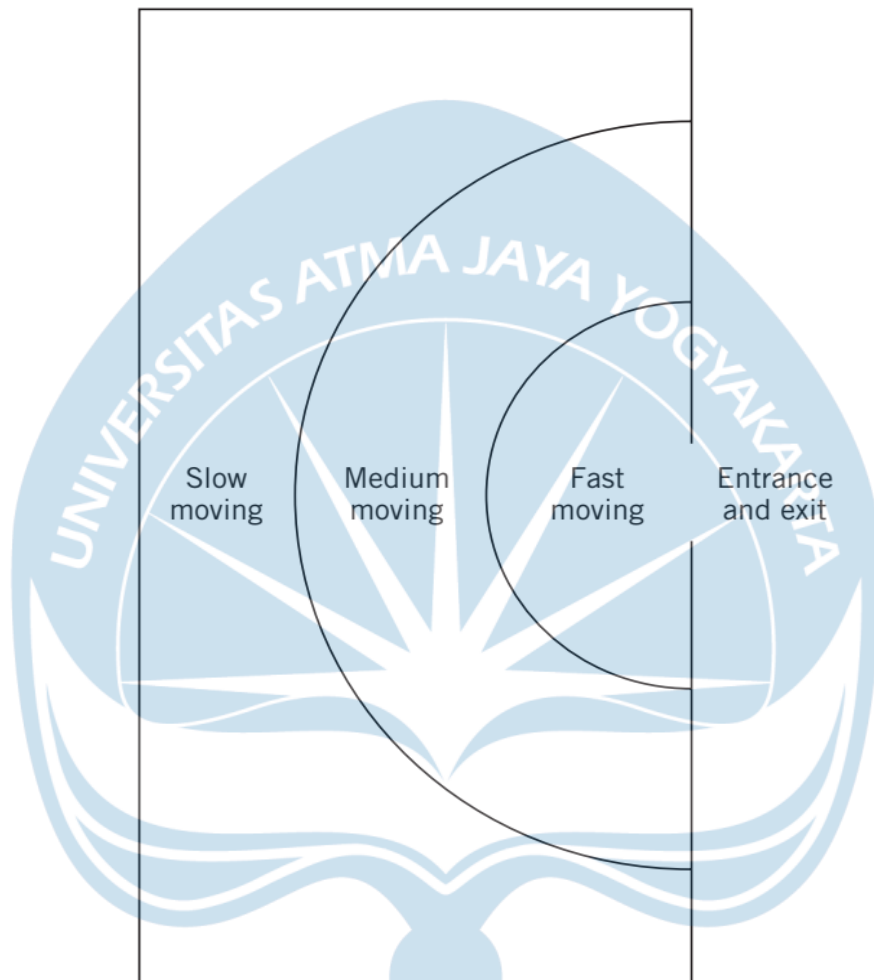 UNIVERSITAS ATMA JAYA YOGYAKARTA
Slow
moving
Medium
moving
Fast
moving
Entrance
and exit